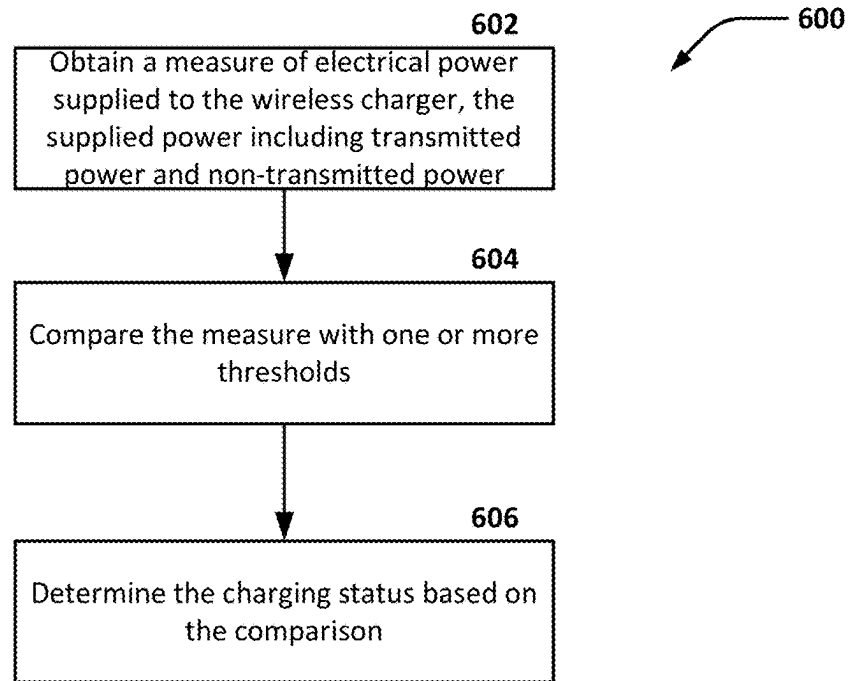 602
600
Obtain a measure of electrical power
supplied to the wireless charger, the
supplied power including transmitted
power and non-transmitted power
604
Compare the measure with one or more
thresholds
606
Determine the charging status based on
the comparison